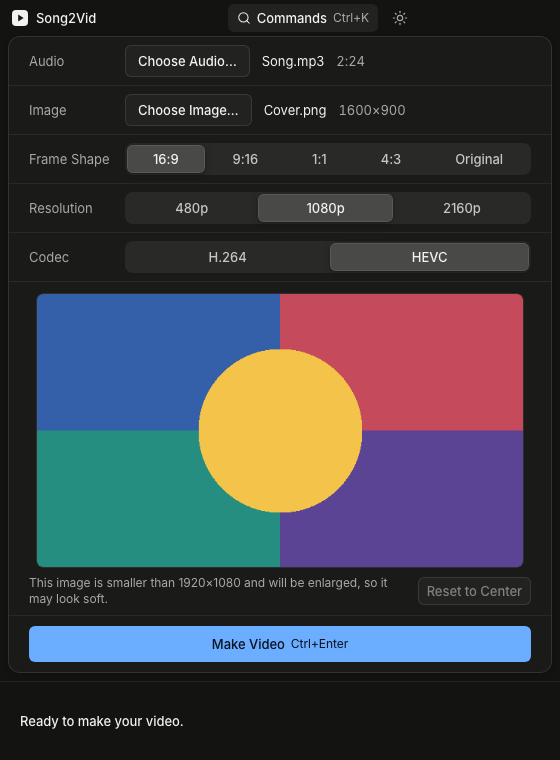 Song2Vid
Commands Ctrl+K
Audio
Choose Audio... Song.mp3 2:24
Image
Choose Image... Cover.png 1600×900
Frame Shape
16:9 9:16 1:1 4:3 Original
Resolution
480p 1080p 2160p
Codec
H.264 HEVC
This image is smaller than 1920×1080 and will be enlarged, so it
may look soft.
Reset to Center
Make Video Ctrl+Enter
Ready to make your video.